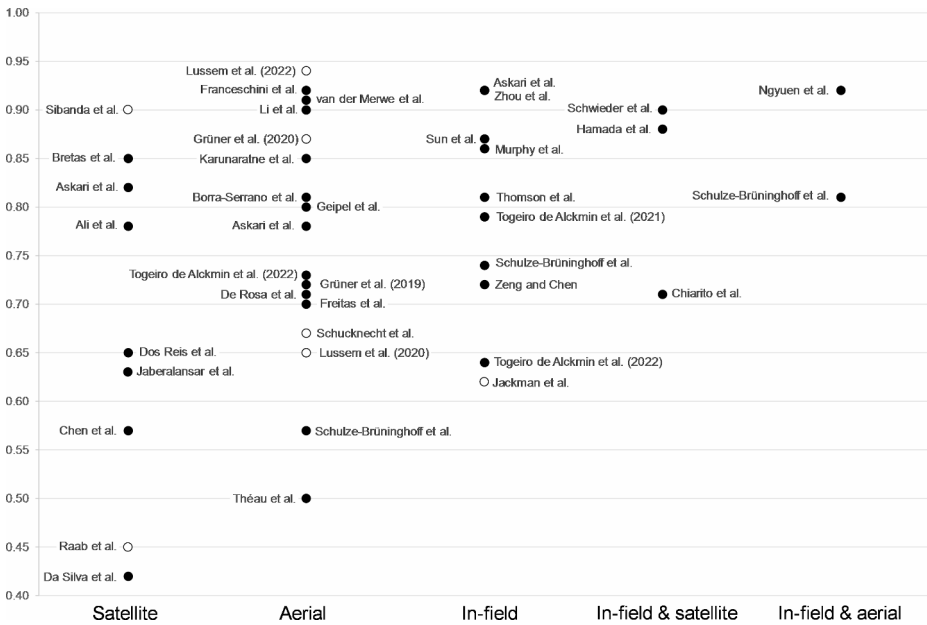 1.00
0.95
Lussem et al. (2022)
Franceschini et al.
Askari et al.
Zhou et al.
Ngyuen et al.
van der Merwe et al.
0.90
Sibanda et al.
Li et al.
Schwieder et al.
Hamada et al.
Grüner et al. (2020)
Sun et al.
Murphy et al.
0.85
Bretas et al.
Karunaratne et al.
Askari et al.
Borra-Serrano et al.
Thomson et al.
Schulze-Brüninghoff et al.
0.80
Geipel et al.
Togeiro de Alckmin et al. (2021)
Ali et al.
Askari et al.
0.75
Schulze-Brüninghoff et al.
Togeiro de Alckmin et al. (2022)
Grüner et al. (2019)
Zeng and Chen
De Rosa et al.
Chiarito et al.
0.70
Freitas et al.
Schucknecht et al.
0.65
Dos Reis et al.
Lussem et al. (2020)
Togeiro de Alckmin et al. (2022)
Jaberalansar et al.
Jackman et al.
0.60
Chen et al.
Schulze-Brüninghoff et al.
0.55
0.50
Théau et al.
0.45
Raab et al.
Da Silva et al.
0.40
Satellite
Aerial
In-field
In-field & satellite
In-field & aerial